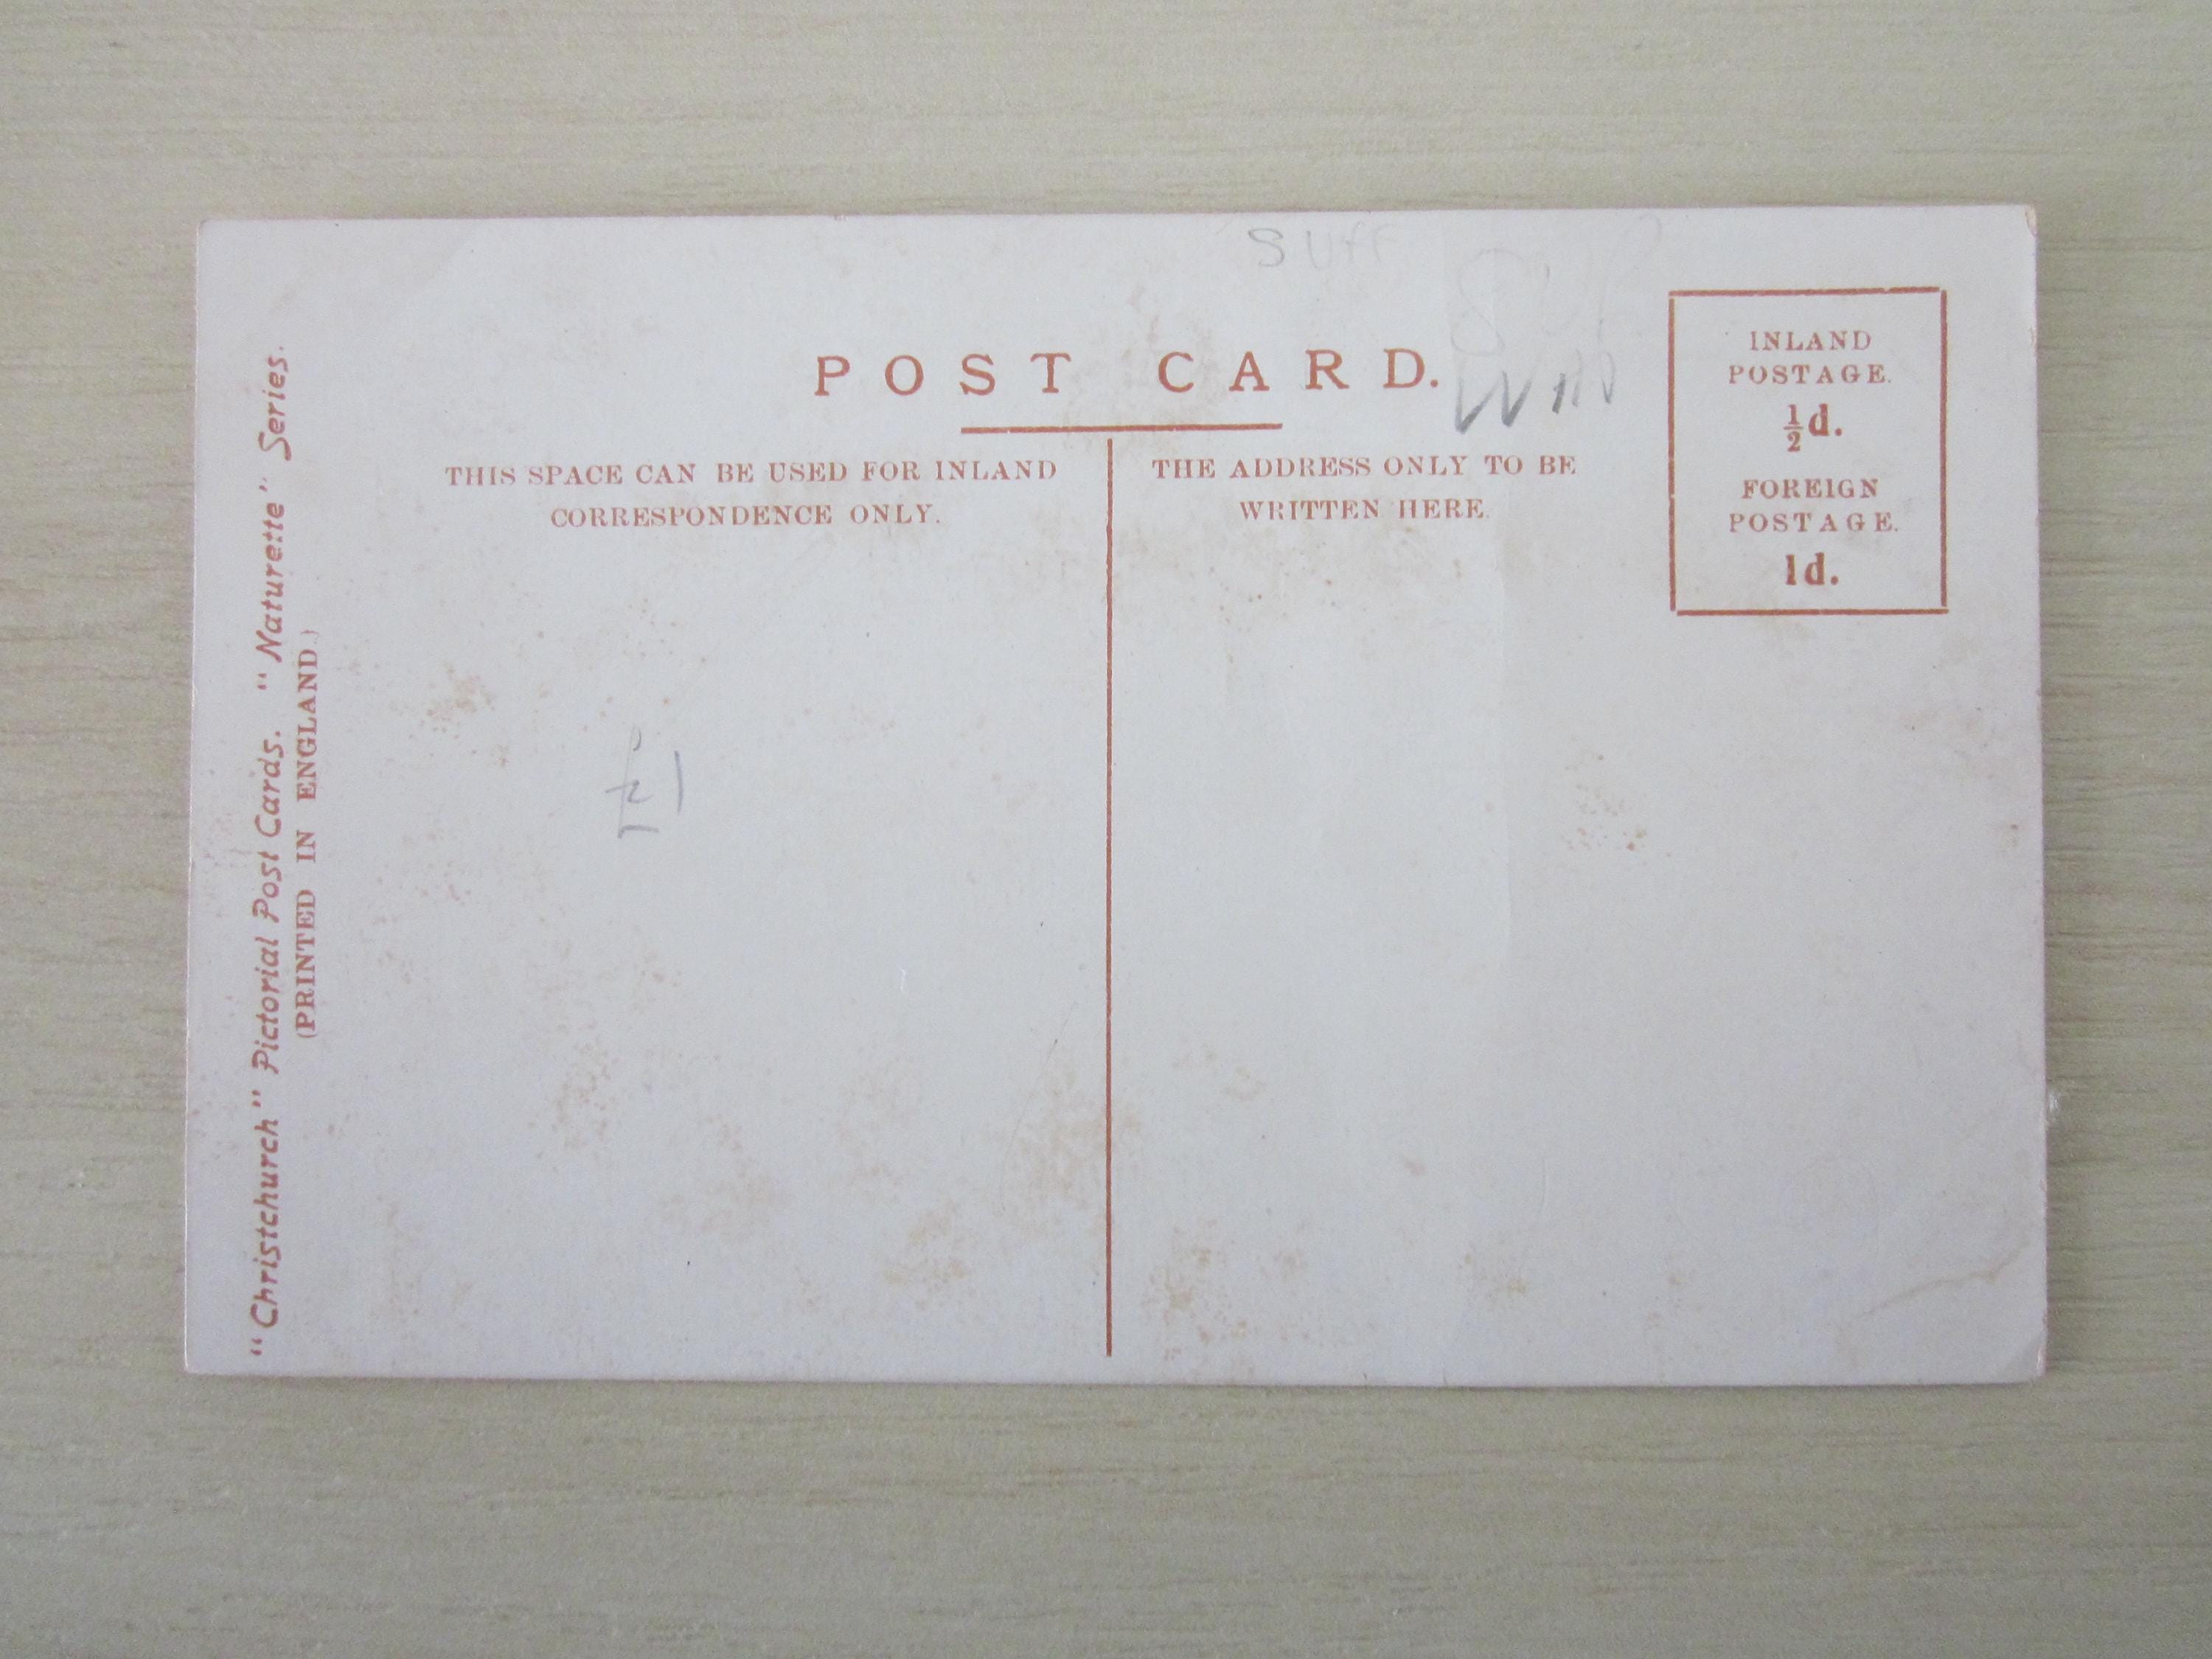 SUFF
POST CARD.
THIS SPACE CAN BE USED FOR INLAND
CORRESPONDENCE ONLY.
THE ADDRESS ONLY TO BE
WRITTEN HERE.
INLAND
POSTAGE.
½d.
FOREIGN
POSTAGE.
1d.
£1
"Christchurch" Pictorial Post Cards. "Naturette" Series.
(PRINTED IN ENGLAND.)